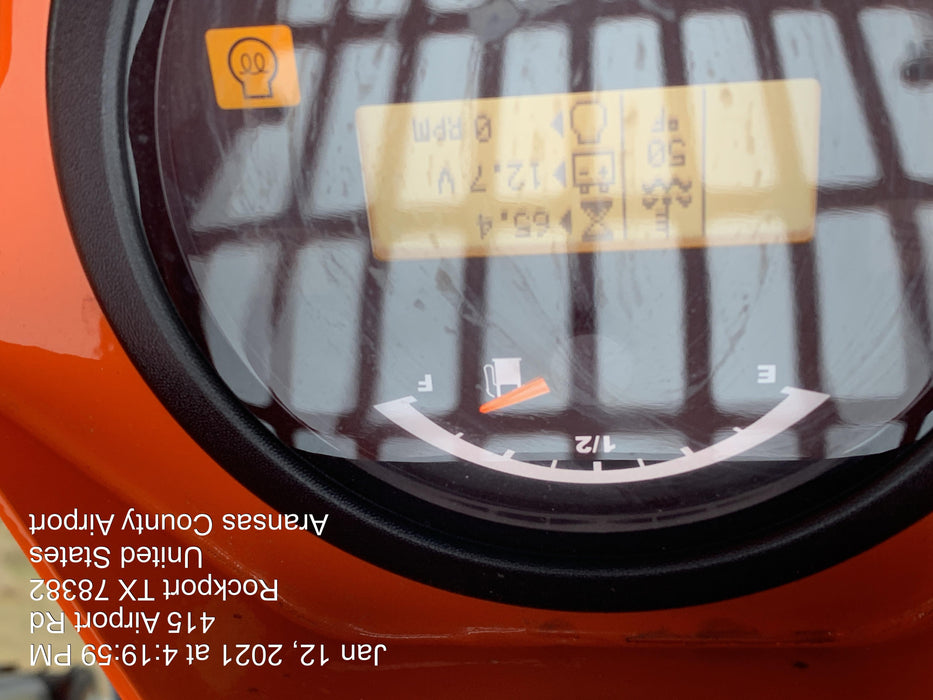 Jan 12, 2021 at 4:19:59 PM
415 Airport Rd
Rockport TX 78382
United States
Aransas County Airport
1/2
E F
65.4
12.7 V
50 °F
0 RPM